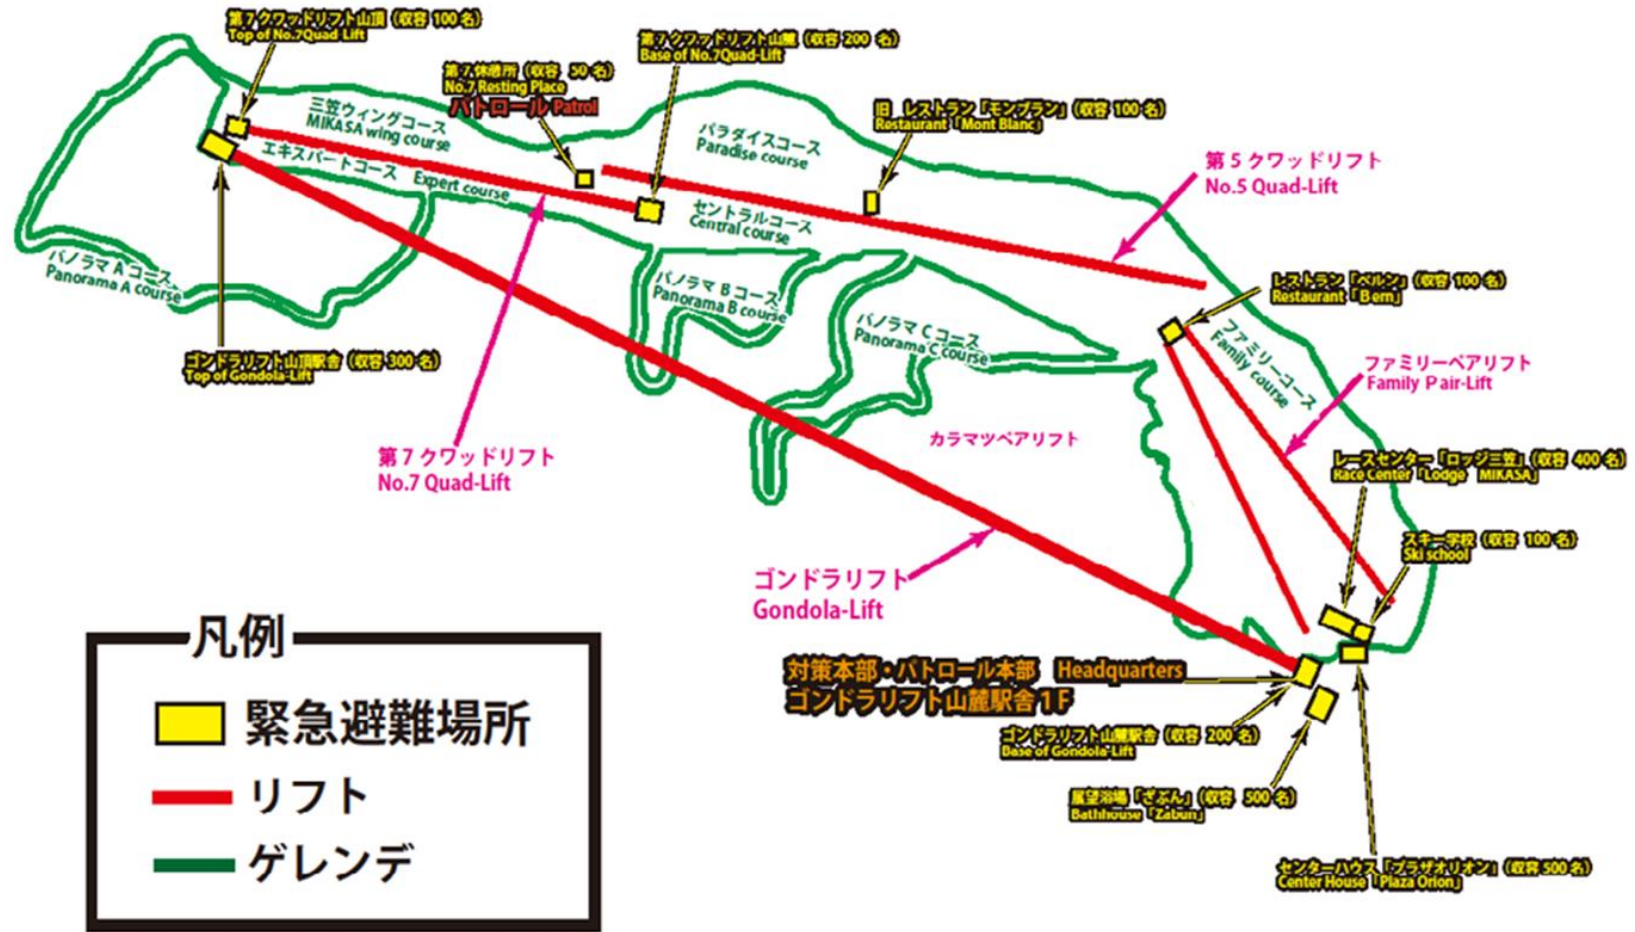 第7クワッドリフト山頂（収容 100名）
Top of No.7Quad-Lift
第7クワッドリフト山麓（収容 200 名）
Base of No.7Quad-Lift
第7休憩所（収容 50 名）
No.7 Resting Place
パトロール Patrol
三笠ウィングコース
MIKASA wing course
エキスパートコース Expert course
パラダイスコース
Paradise course
旧 レストラン「モンブラン」（収容 100名）
Restaurant「Mont Blanc」
第5クワッドリフト
No.5 Quad-Lift
セントラルコース
Central course
パノラマAコース
Panorama A course
パノラマBコース
Panorama B course
パノラマCコース
Panorama C course
レストラン「ベルン」（収容 100名）
Restaurant「Bern」
ファミリーコース
Family course
ファミリーペアリフト
Family Pair-Lift
ゴンドラリフト山頂駅舎（収容 300名）
Top of Gondola-Lift
第7クワッドリフト
No.7 Quad-Lift
カラマツペアリフト
レースセンター「ロッジ三笠」（収容 400名）
Race Center「Lodge MIKASA」
スキー学校（収容 100名）
Ski school
ゴンドラリフト
Gondola-Lift
対策本部・パトロール本部 Headquarters
ゴンドラリフト山麓駅舎1F
ゴンドラリフト山麓駅舎（収容 200名）
Base of Gondola-Lift
展望浴場「ざぶん」（収容 500名）
Bathhouse「Zabun」
センターハウス「プラザオリオン」（収容500名）
Center House「Plaza Orion」
凡例
緊急避難場所
リフト
ゲレンデ